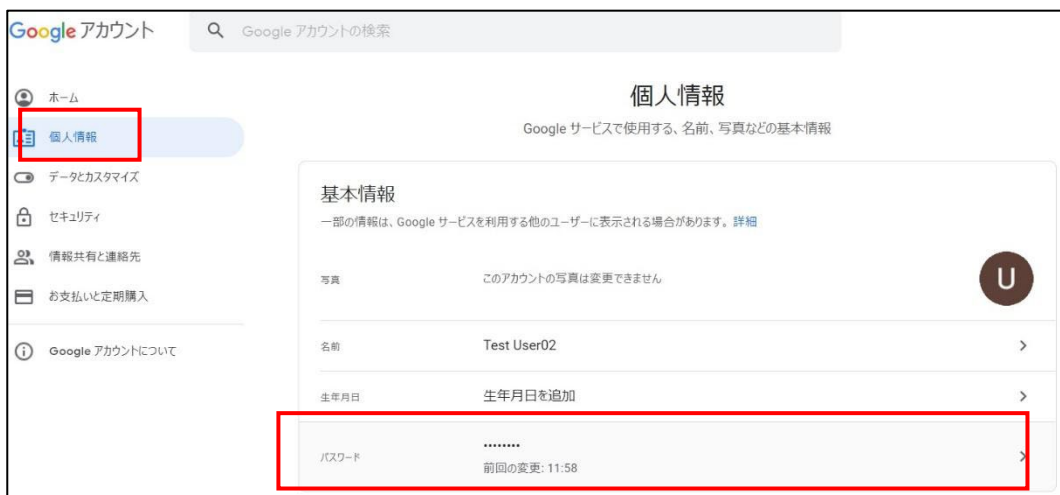 Google アカウント
Google アカウントの検索
ホーム
個人情報
データとカスタマイズ
セキュリティ
情報共有と連絡先
お支払いと定期購入
Google アカウントについて
個人情報
Google サービスで使用する、名前、写真などの基本情報
基本情報
一部の情報は、Google サービスを利用する他のユーザーに表示される場合があります。詳細
写真 このアカウントの写真は変更できません U
名前 Test User02
生年月日 生年月日を追加
パスワード ••••••••
前回の変更: 11:58